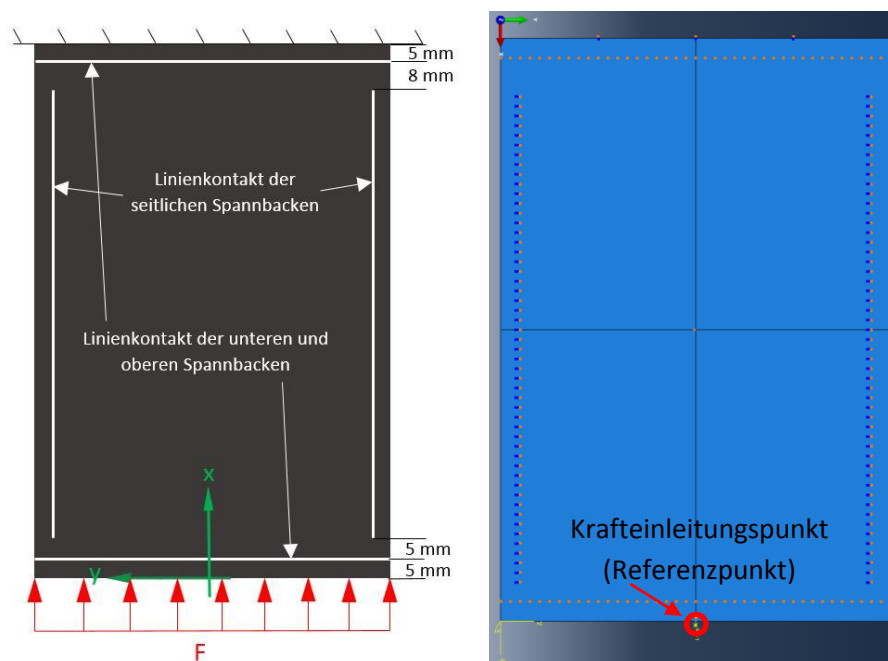 5 mm
8 mm
Linienkontakt der
seitlichen Spannbacken
Linienkontakt der unteren und
oberen Spannbacken
x
y
5 mm
5 mm
F
Krafteinleitungspunkt
(Referenzpunkt)